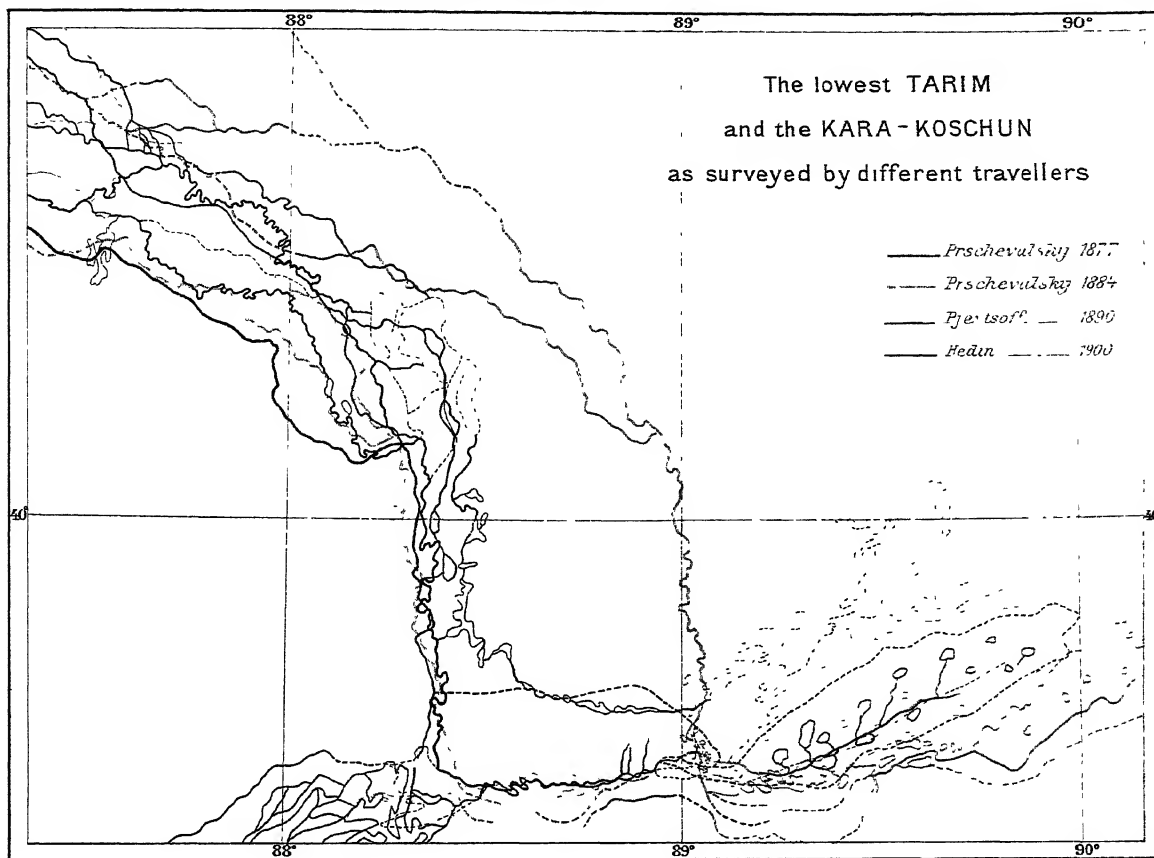 88° 89° 90°
The lowest TARIM
and the KARA-KOSCHUN
as surveyed by different travellers
Prschevalsky 1877
Prschevalsky 1884
Pjevtsoff 1890
Hedin 1900
40° 40
88° 89° 90°